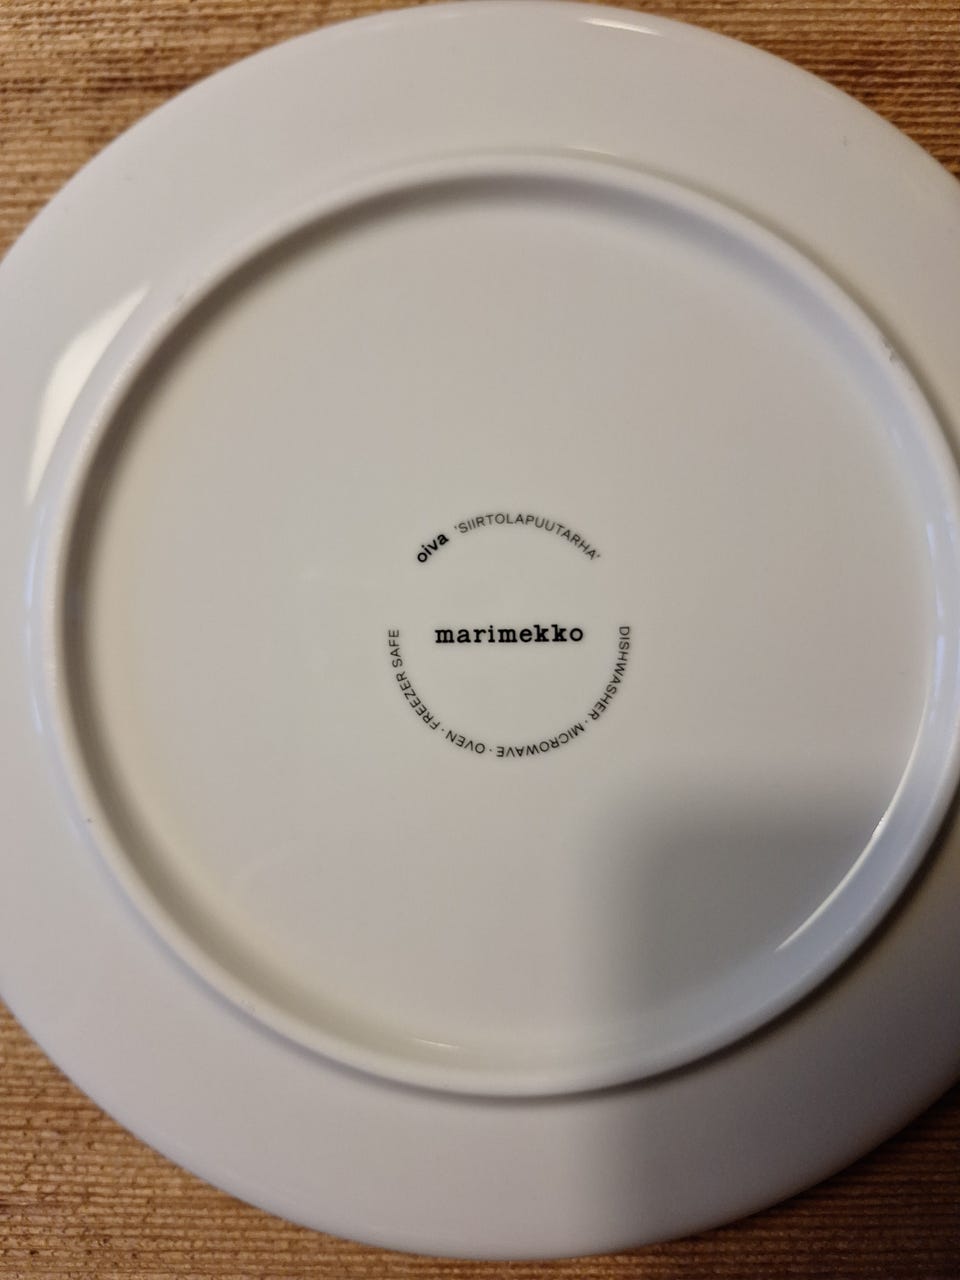 oiva 'SIIRTOLAPUUTARHA'
marimekko
DISHWASHER · MICROWAVE · OVEN · FREEZER SAFE